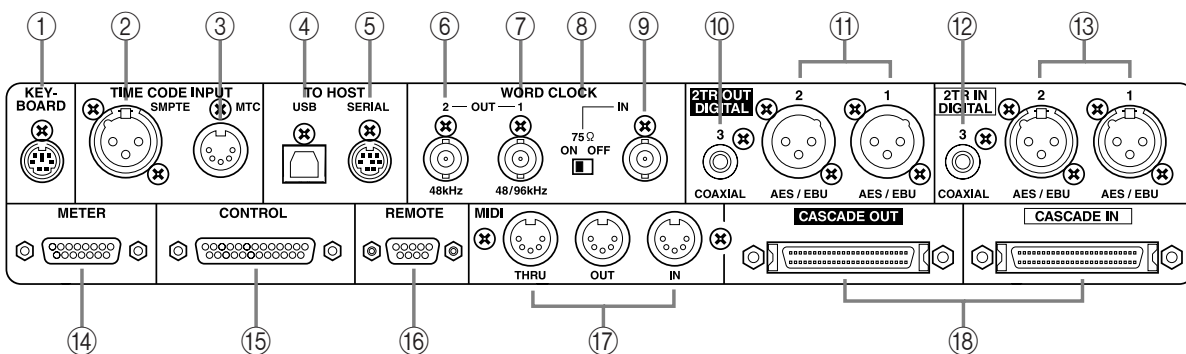 ① ② ③ ④ ⑤ ⑥ ⑦ ⑧ ⑨ ⑩ ⑪ ⑫ ⑬
KEY-
BOARD
TIME CODE INPUT
SMPTE
MTC
TO HOST
USB
SERIAL
WORD CLOCK
2 — OUT — 1
IN
75Ω
ON OFF
48kHz
48/96kHz
2TR OUT
DIGITAL
3
COAXIAL
2
AES / EBU
1
AES / EBU
2TR IN
DIGITAL
3
COAXIAL
2
AES / EBU
1
AES / EBU
METER
CONTROL
REMOTE
MIDI
THRU
OUT
IN
CASCADE OUT
CASCADE IN
⑭ ⑮ ⑯ ⑰ ⑱